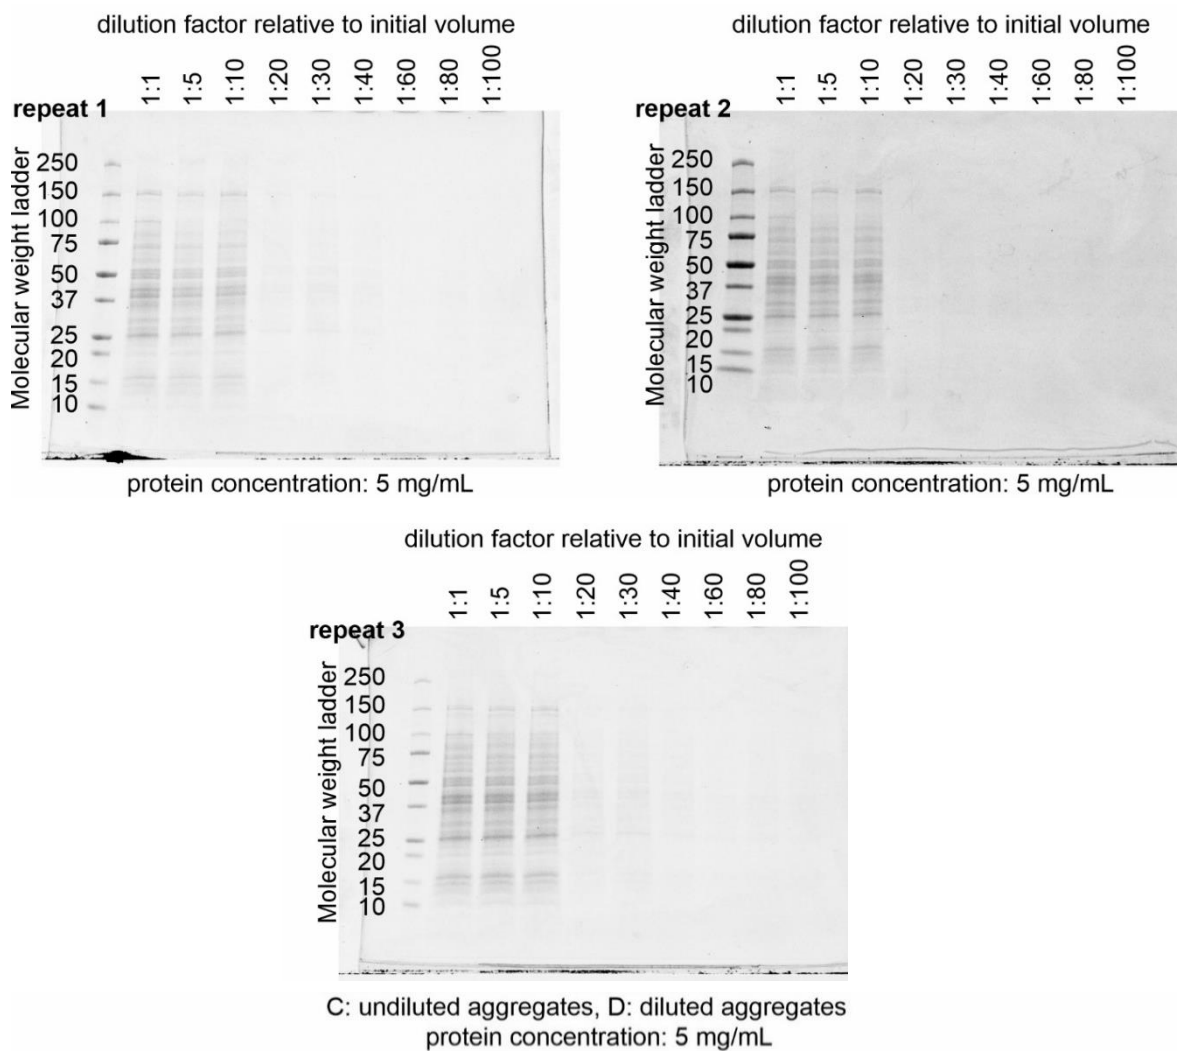 dilution factor relative to initial volume
1:1 1:5 1:10 1:20 1:30 1:40 1:60 1:80 1:100
repeat 1
Molecular weight ladder
250
150
100
75
50
37
25
20
15
10
protein concentration: 5 mg/mL
dilution factor relative to initial volume
1:1 1:5 1:10 1:20 1:30 1:40 1:60 1:80 1:100
repeat 2
Molecular weight ladder
250
150
100
75
50
37
25
20
15
10
protein concentration: 5 mg/mL
dilution factor relative to initial volume
1:1 1:5 1:10 1:20 1:30 1:40 1:60 1:80 1:100
repeat 3
Molecular weight ladder
250
150
100
75
50
37
25
20
15
10
C: undiluted aggregates, D: diluted aggregates
protein concentration: 5 mg/mL